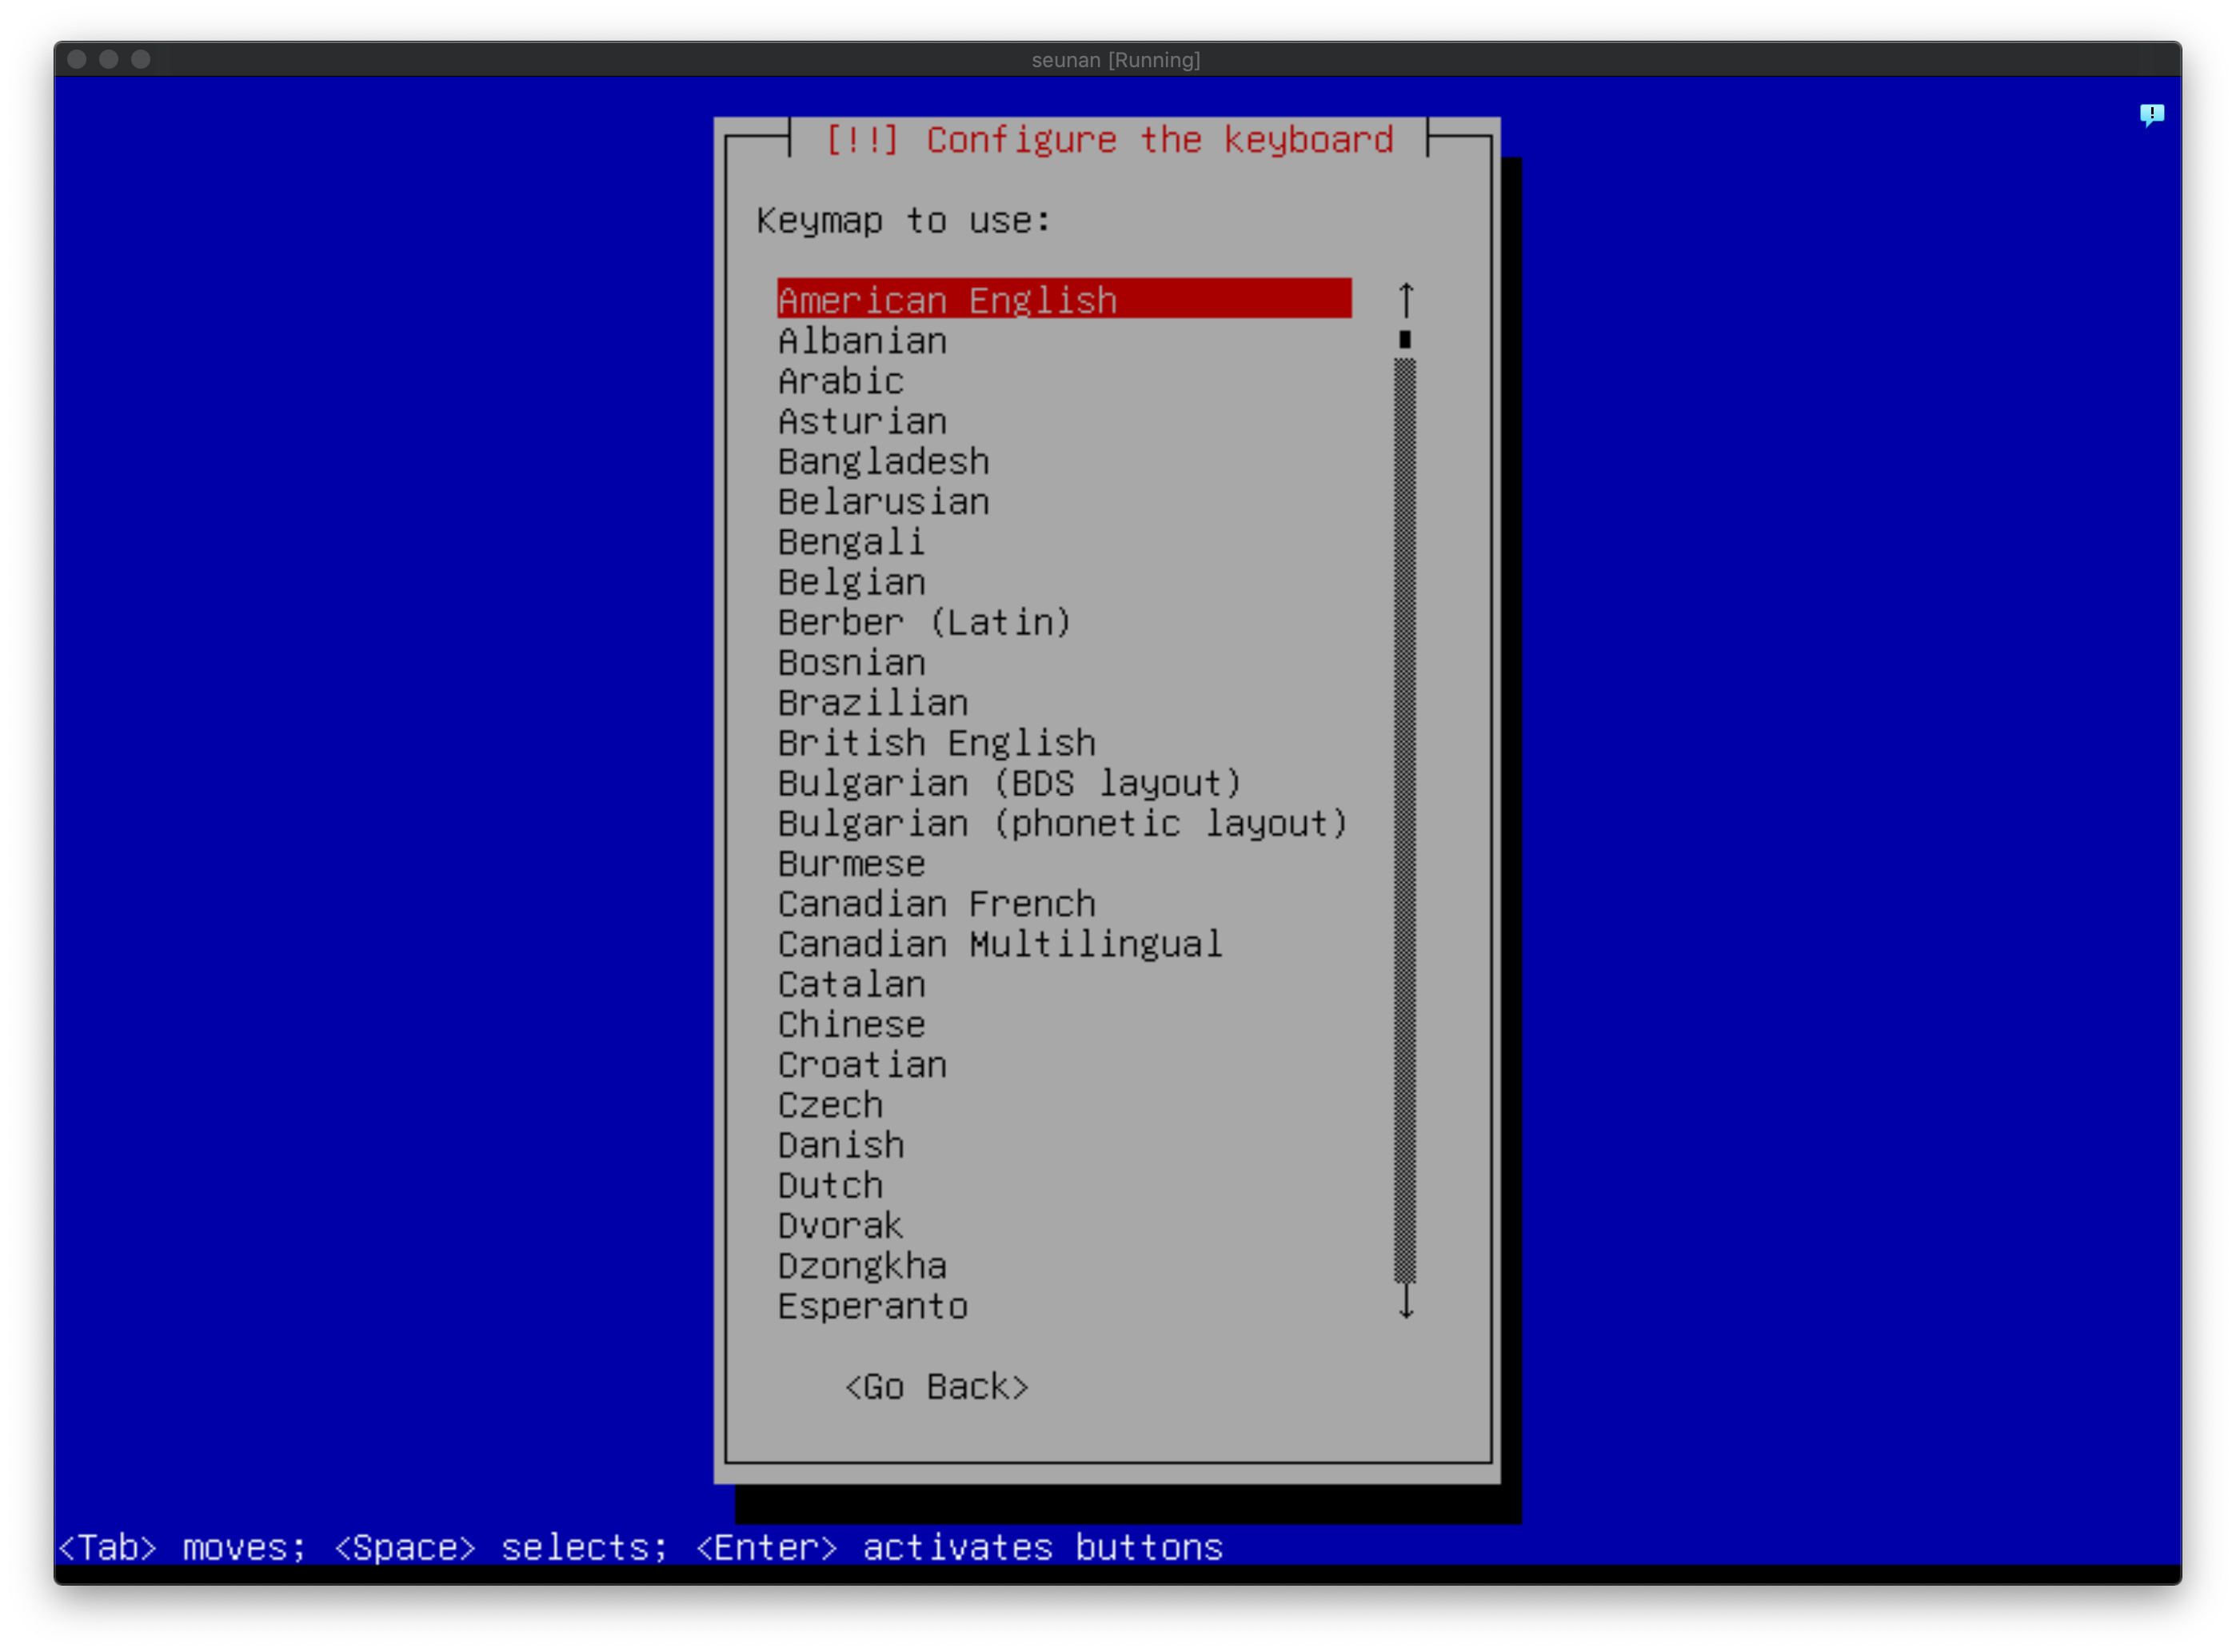 seunan [Running]
[!!] Configure the keyboard
Keymap to use:
American English
Albanian
Arabic
Asturian
Bangladesh
Belarusian
Bengali
Belgian
Berber (Latin)
Bosnian
Brazilian
British English
Bulgarian (BDS layout)
Bulgarian (phonetic layout)
Burmese
Canadian French
Canadian Multilingual
Catalan
Chinese
Croatian
Czech
Danish
Dutch
Dvorak
Dzongkha
Esperanto
<Go Back>
<Tab> moves; <Space> selects; <Enter> activates buttons